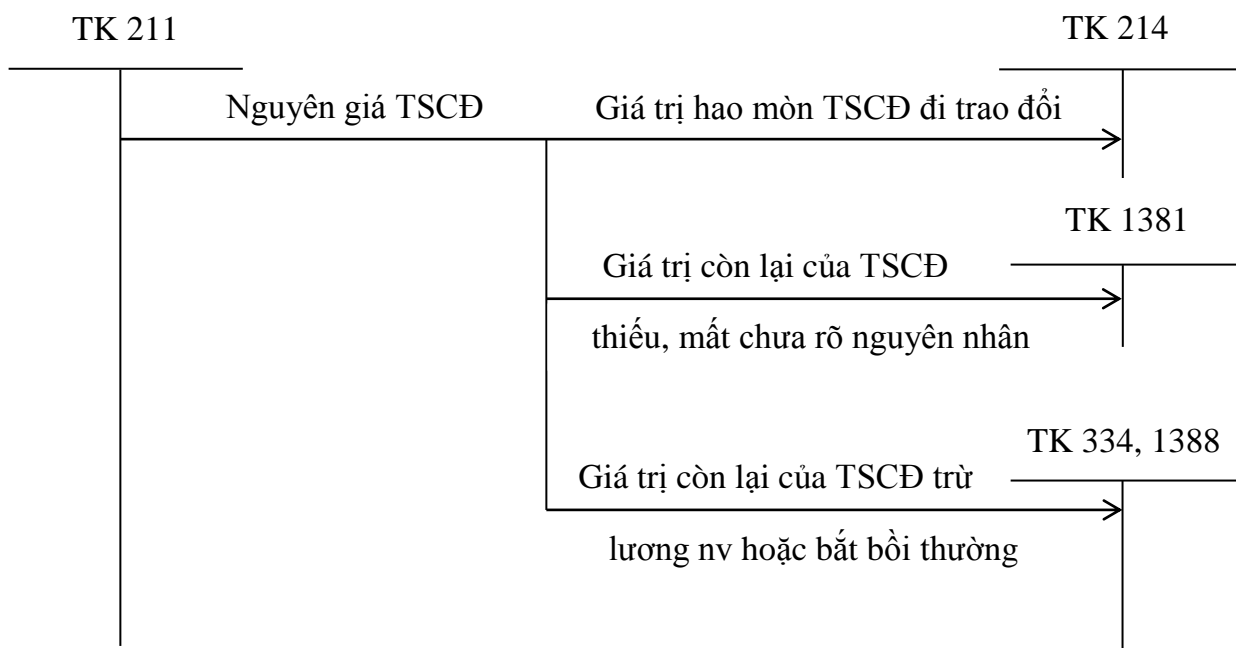 TK 211
TK 214
Nguyên giá TSCĐ
Giá trị hao mòn TSCĐ đi trao đổi
TK 1381
Giá trị còn lại của TSCĐ
thiếu, mất chưa rõ nguyên nhân
TK 334, 1388
Giá trị còn lại của TSCĐ trừ
lương nv hoặc bắt bồi thường